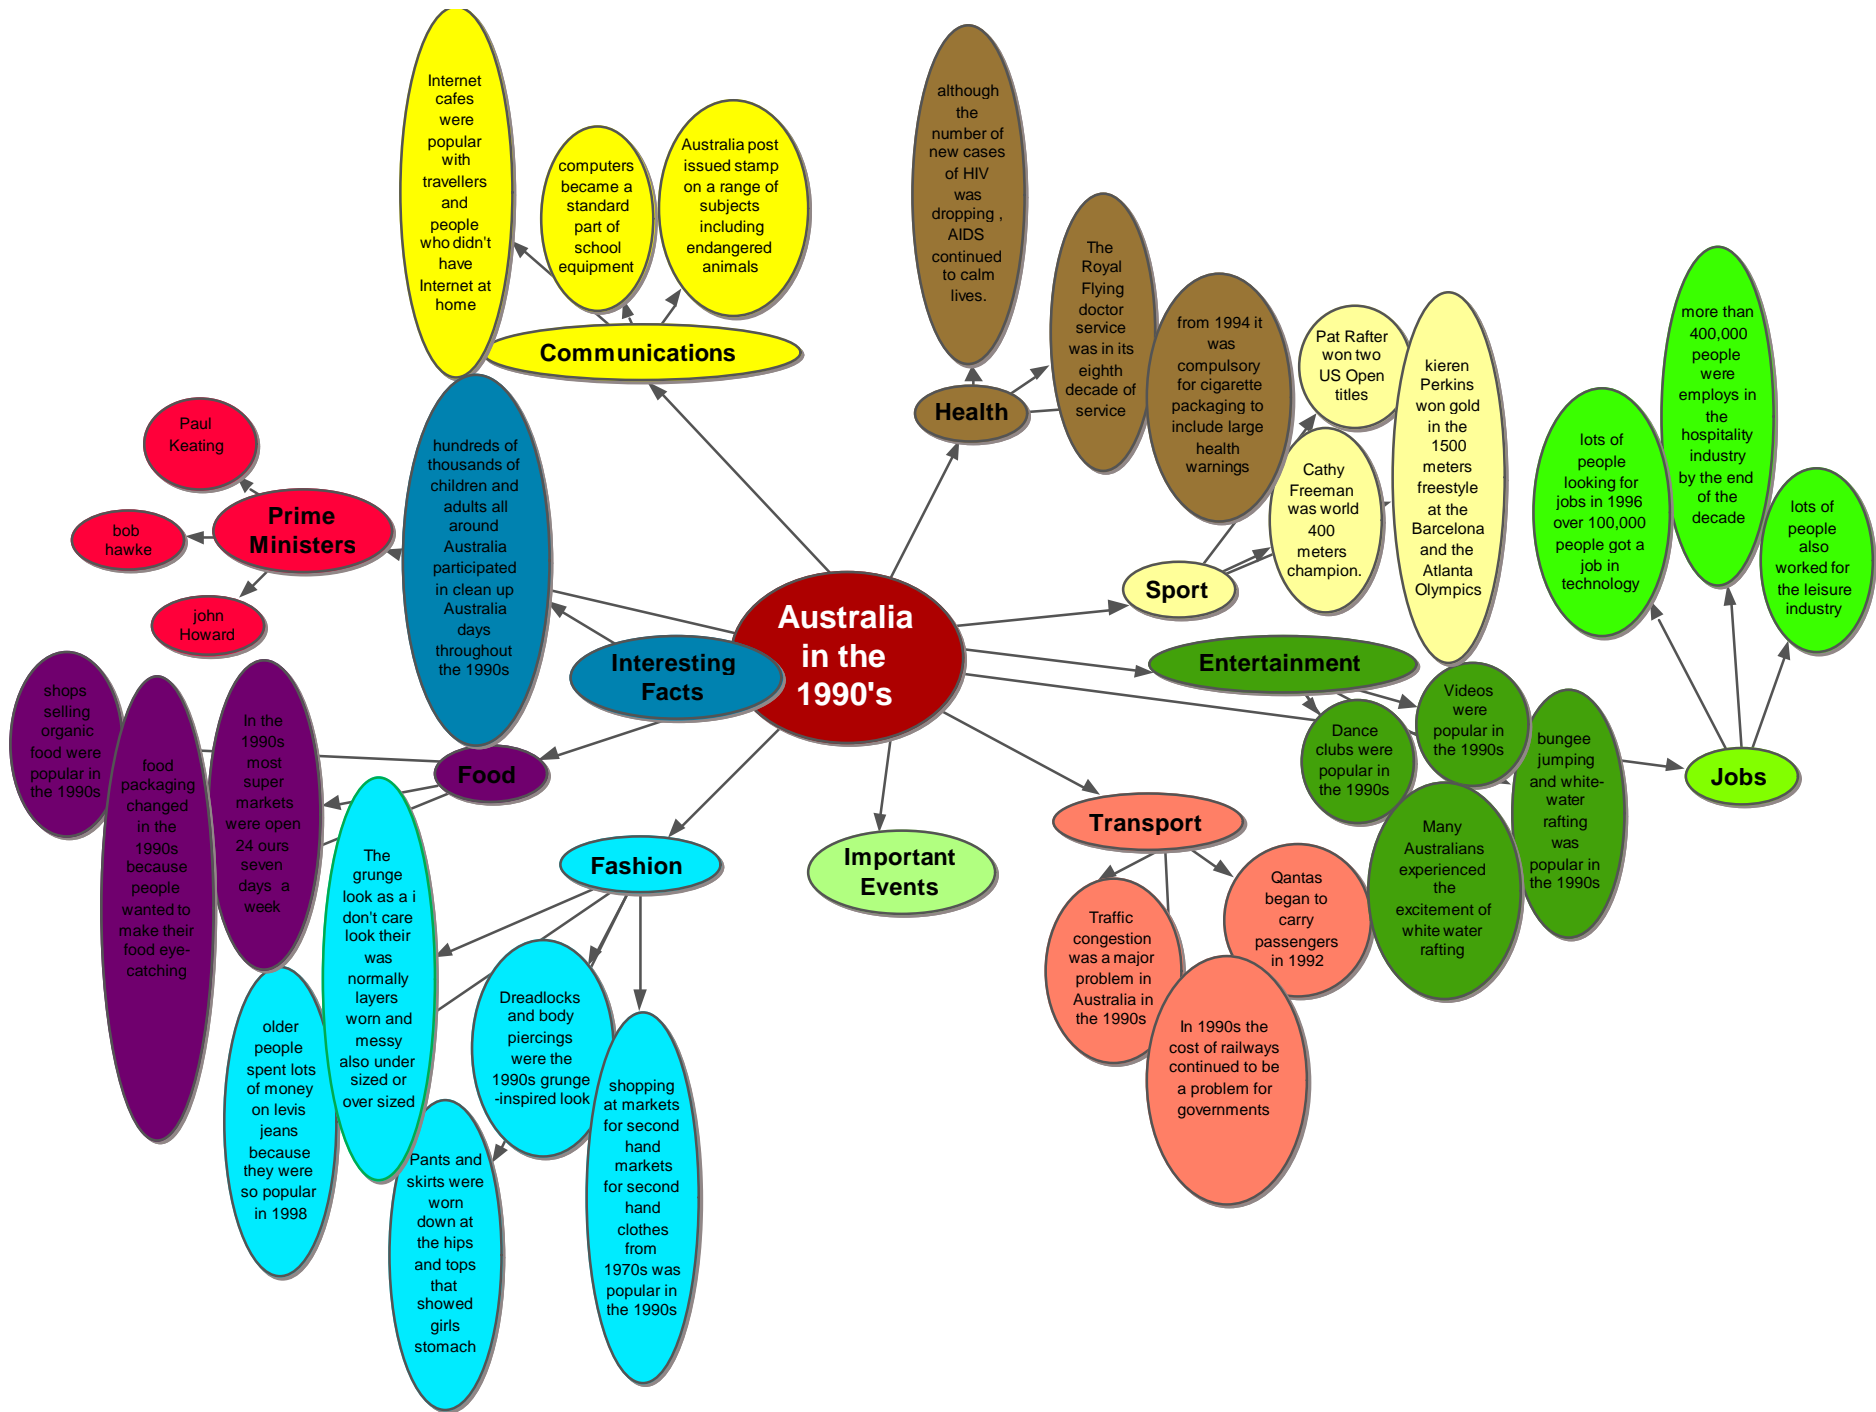 Internet
cafes
were
popular
with
travellers
and
people
who didn't
have
Internet at
home
computers
became a
standard
part of
school
equipment
Australia post
issued stamp
on a range of
subjects
including
endangered
animals
Communications
although
the
number of
new cases
of HIV
was
dropping ,
AIDS
continued
to calm
lives.
The
Royal
Flying
doctor
service
was in its
eighth
decade of
service
from 1994 it
was
compulsory
for cigarette
packaging to
include large
health
warnings
Health
Pat Rafter
won two
US Open
titles
kieren
Perkins
won gold
in the
1500
meters
freestyle
at the
Barcelona
and the
Atlanta
Olympics
Cathy
Freeman
was world
400
meters
champion.
Sport
lots of
people
looking for
jobs in 1996
over 100,000
people got a
job in
technology
more than
400,000
people
were
employs in
the
hospitality
industry
by the end
of the
decade
lots of
people
also
worked for
the leisure
industry
Jobs
Paul
Keating
Prime
Ministers
bob
hawke
john
Howard
hundreds of
thousands of
children and
adults all
around
Australia
participated
in clean up
Australia
days
throughout
the 1990s
Interesting
Facts
Australia
in the
1990's
Entertainment
Videos
were
popular in
the 1990s
Dance
clubs were
popular in
the 1990s
bungee
jumping
and white-
water
rafting
was
popular in
the 1990s
Many
Australians
experienced
the
excitement of
white water
rafting
shops
selling
organic
food were
popular in
the 1990s
food
packaging
changed
in the
1990s
because
people
wanted to
make their
food eye-
catching
In the
1990s
most
super
markets
were open
24 ours
seven
days a
week
Food
Fashion
The
grunge
look as a i
don't care
look their
was
normally
layers
worn and
messy
also under
sized or
over sized
older
people
spent lots
of money
on levis
jeans
because
they were
so popular
in 1998
Dreadlocks
and body
piercings
were the
1990s grunge
-inspired look
Pants and
skirts were
worn
down at
the hips
and tops
that
showed
girls
stomach
shopping
at markets
for second
hand
markets
for second
hand
clothes
from
1970s was
popular in
the 1990s
Important
Events
Transport
Traffic
congestion
was a major
problem in
Australia in
the 1990s
Qantas
began to
carry
passengers
in 1992
In 1990s the
cost of railways
continued to be
a problem for
governments